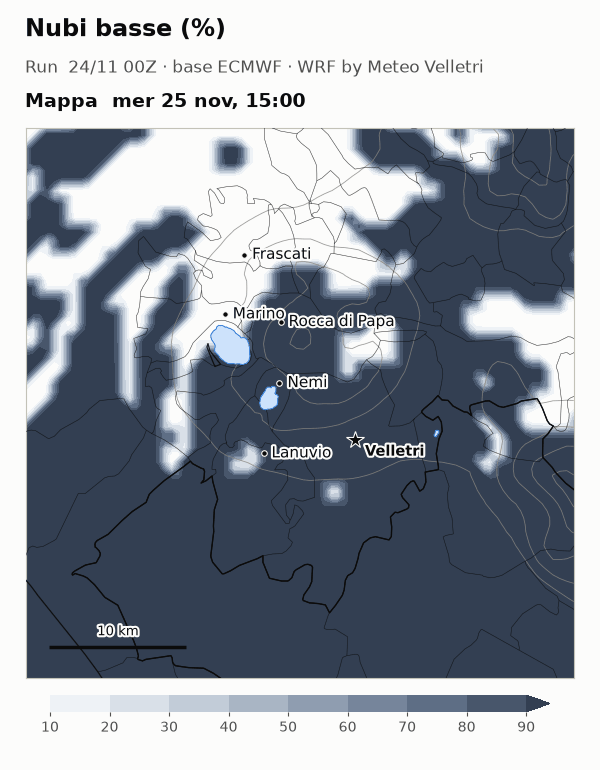 Nubi basse (%)
Run 24/11 00Z · base ECMWF · WRF by Meteo Velletri
Mappa mer 25 nov, 15:00
Frascati
Marino
Rocca di Papa
Nemi
Velletri
Lanuvio
10 km
10 20 30 40 50 60 70 80 90